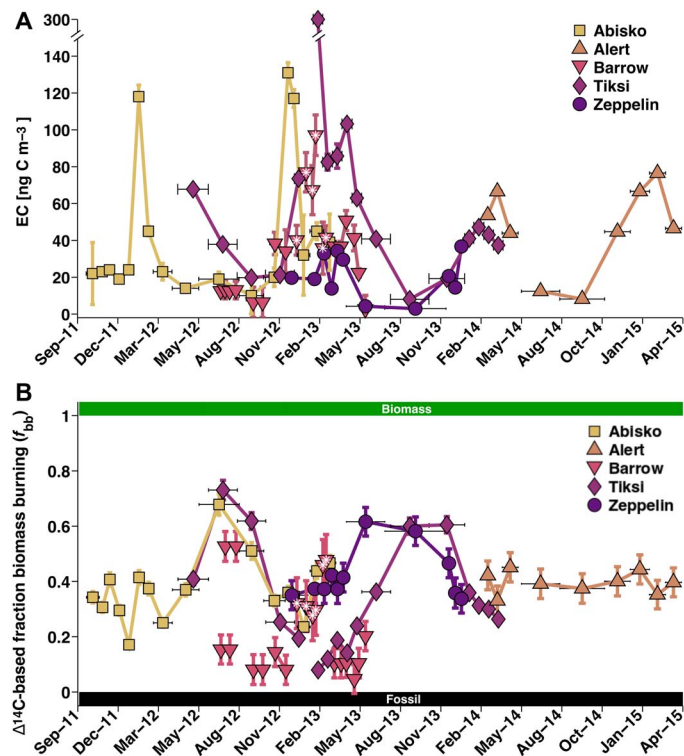 A
EC [ng C m–3]
300
140
120
100
80
60
40
20
0
Abisko
Alert
Barrow
Tiksi
Zeppelin
Sep–11
Dec–11
Mar–12
May–12
Aug–12
Nov–12
Feb–13
May–13
Aug–13
Nov–13
Feb–14
May–14
Aug–14
Oct–14
Jan–15
Apr–15
B
Δ14C-based fraction biomass burning (fbb)
1
0.8
0.6
0.4
0.2
0
Biomass
Abisko
Alert
Barrow
Tiksi
Zeppelin
Fossil
Sep–11
Dec–11
Mar–12
May–12
Aug–12
Nov–12
Feb–13
May–13
Aug–13
Nov–13
Feb–14
May–14
Aug–14
Oct–14
Jan–15
Apr–15